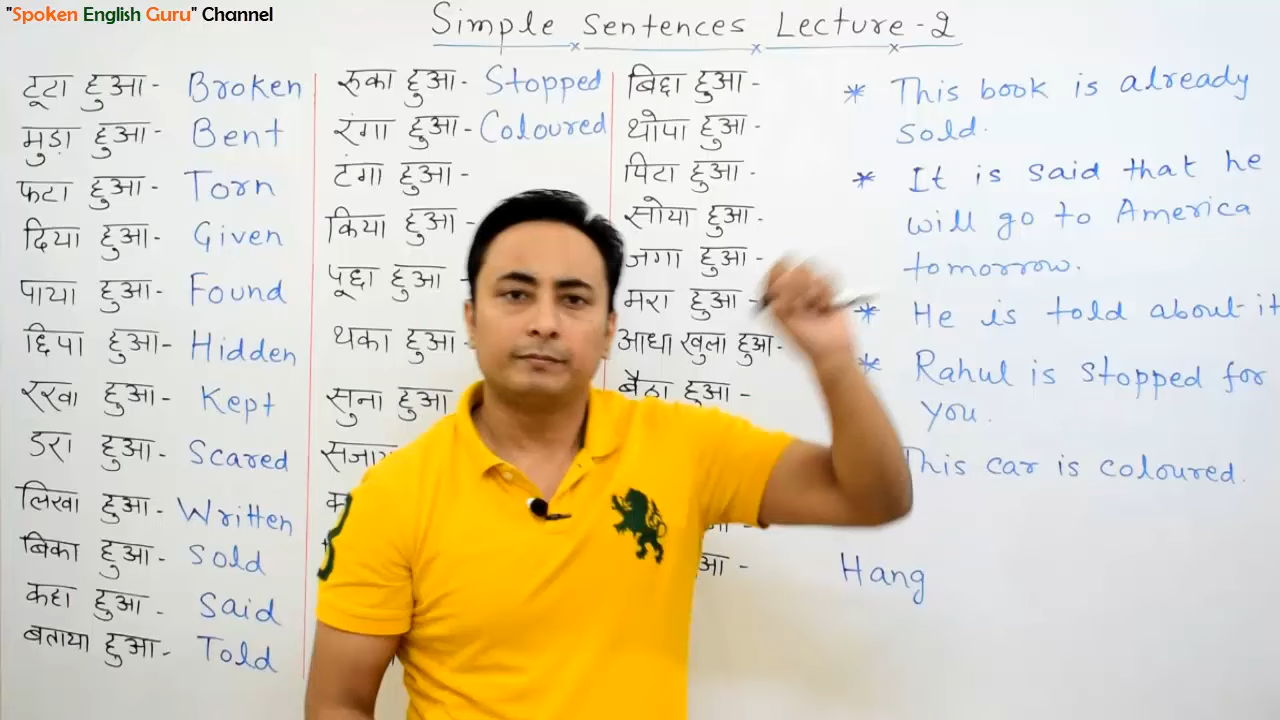 "Spoken English Guru" Channel
Simple Sentences Lecture-2
टूटा हुआ- Broken
मुड़ा हुआ- Bent
फटा हुआ- Torn
दिया हुआ- Given
पाया हुआ- Found
छिपा हुआ- Hidden
रखा हुआ- Kept
डरा हुआ- Scared
लिखा हुआ- Written
बिका हुआ- Sold
कहा हुआ- Said
बताया हुआ- Told
रुका हुआ- Stopped
रंगा हुआ- Coloured
टंगा हुआ-
किया हुआ-
पूछा हुआ
थका हुआ-
सुना हुआ
बिछा हुआ-
थोपा हुआ-
पिटा हुआ-
सोया हुआ-
जगा हुआ-
मरा हुआ-
आधा खुला हुआ-
बैठा हुआ-
* This book is already
sold.
* It is said that he
will go to America
tomorrow.
* He is told about it
* Rahul is stopped for
you.
This car is coloured.
Hang